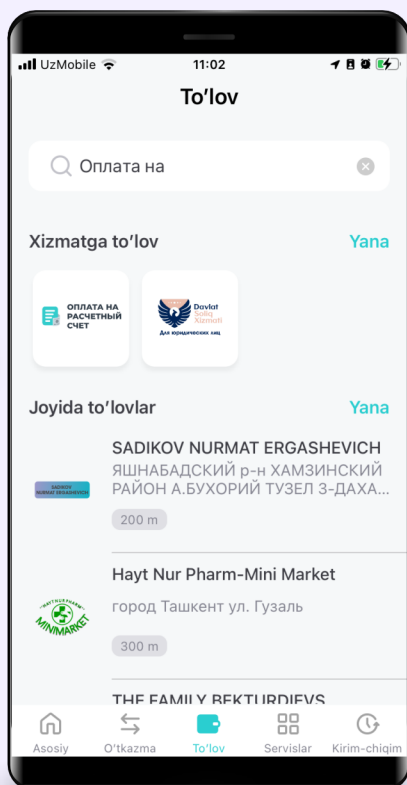 UzMobile
11:02
To'lov
Оплата на
Xizmatga to'lov
Yana
ОПЛАТА НА
РАСЧЕТНЫЙ
СЧЕТ
Davlat
Soliq
Xizmati
Для юридических лиц
Joyida to'lovlar
Yana
SADIKOV
NURMAT ERGASHEVICH
SADIKOV NURMAT ERGASHEVICH
ЯШНАБАДСКИЙ р-н ХАМЗИНСКИЙ
РАЙОН А.БУХОРИЙ ТУЗЕЛ 3-ДАХА...
200 m
"HAYT NUR PHARM"
MINIMARKET
Hayt Nur Pharm-Mini Market
город Ташкент ул. Гузаль
300 m
THE FAMILY BEKTURDIEVS
Asosiy
O'tkazma
To'lov
Servislar
Kirim-chiqim